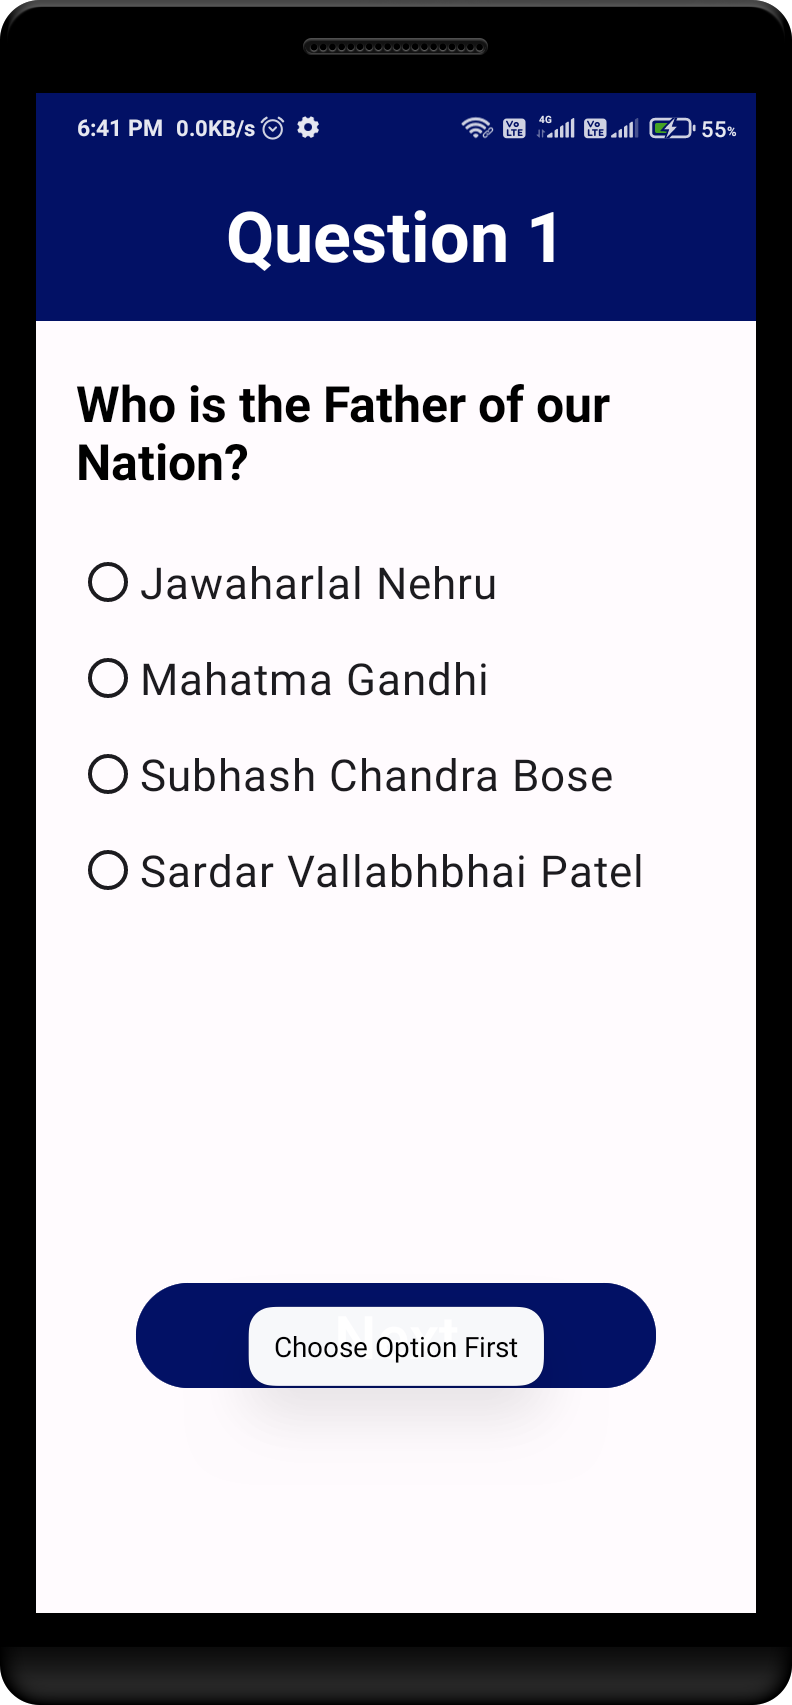 6:41 PM 0.0KB/s Vo LTE 4G Vo LTE 55%
Question 1
Who is the Father of our
Nation?
Jawaharlal Nehru
Mahatma Gandhi
Subhash Chandra Bose
Sardar Vallabhbhai Patel
Choose Option First